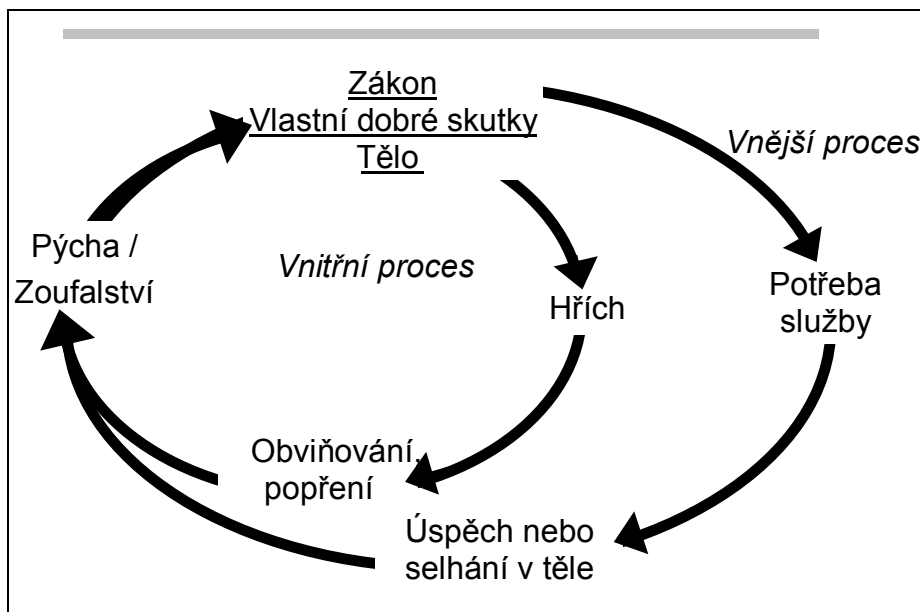 Zákon
Vlastní dobré skutky
Tělo
Vnější proces
Pýcha /
Zoufalství
Vnitřní proces
Hřích
Potřeba
služby
Obviňování,
popření
Úspěch nebo
selhání v těle